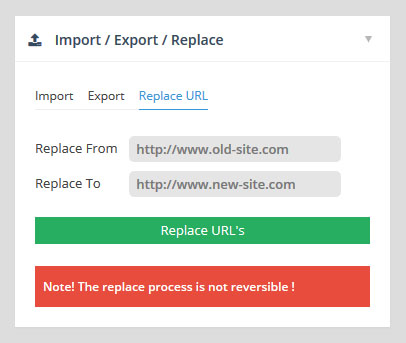 Import / Export / Replace
Import Export Replace URL
Replace From http://www.old-site.com
Replace To http://www.new-site.com
Replace URL's
Note! The replace process is not reversible !